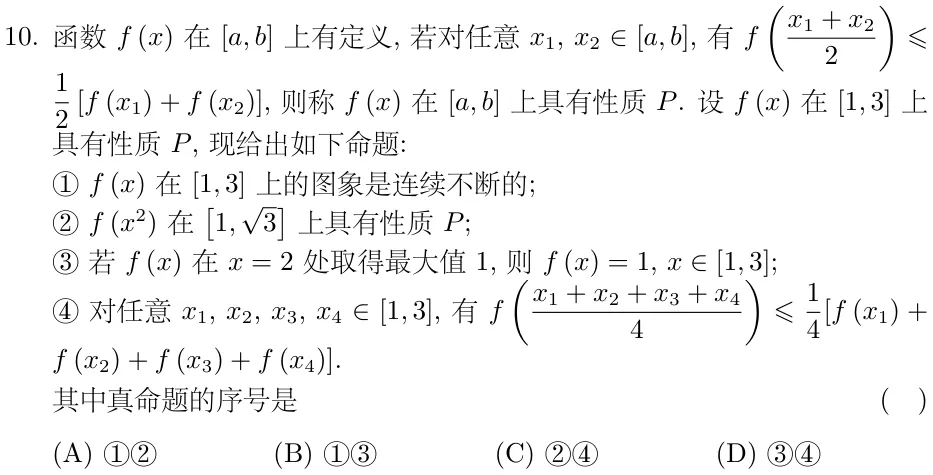 10. 函数 f (x) 在 [a, b] 上有定义, 若对任意 x₁, x₂ ∈ [a, b], 有 f((x₁ + x₂)/2) ⩽
1/2 [f (x₁) + f (x₂)], 则称 f (x) 在 [a, b] 上具有性质 P. 设 f (x) 在 [1, 3] 上
具有性质 P, 现给出如下命题:
① f (x) 在 [1, 3] 上的图象是连续不断的;
② f (x²) 在 [1, √3] 上具有性质 P;
③ 若 f (x) 在 x = 2 处取得最大值 1, 则 f (x) = 1, x ∈ [1, 3];
④ 对任意 x₁, x₂, x₃, x₄ ∈ [1, 3], 有 f((x₁ + x₂ + x₃ + x₄)/4) ⩽ 1/4[f (x₁) +
f (x₂) + f (x₃) + f (x₄)].
其中真命题的序号是 ( )
(A) ①② (B) ①③ (C) ②④ (D) ③④